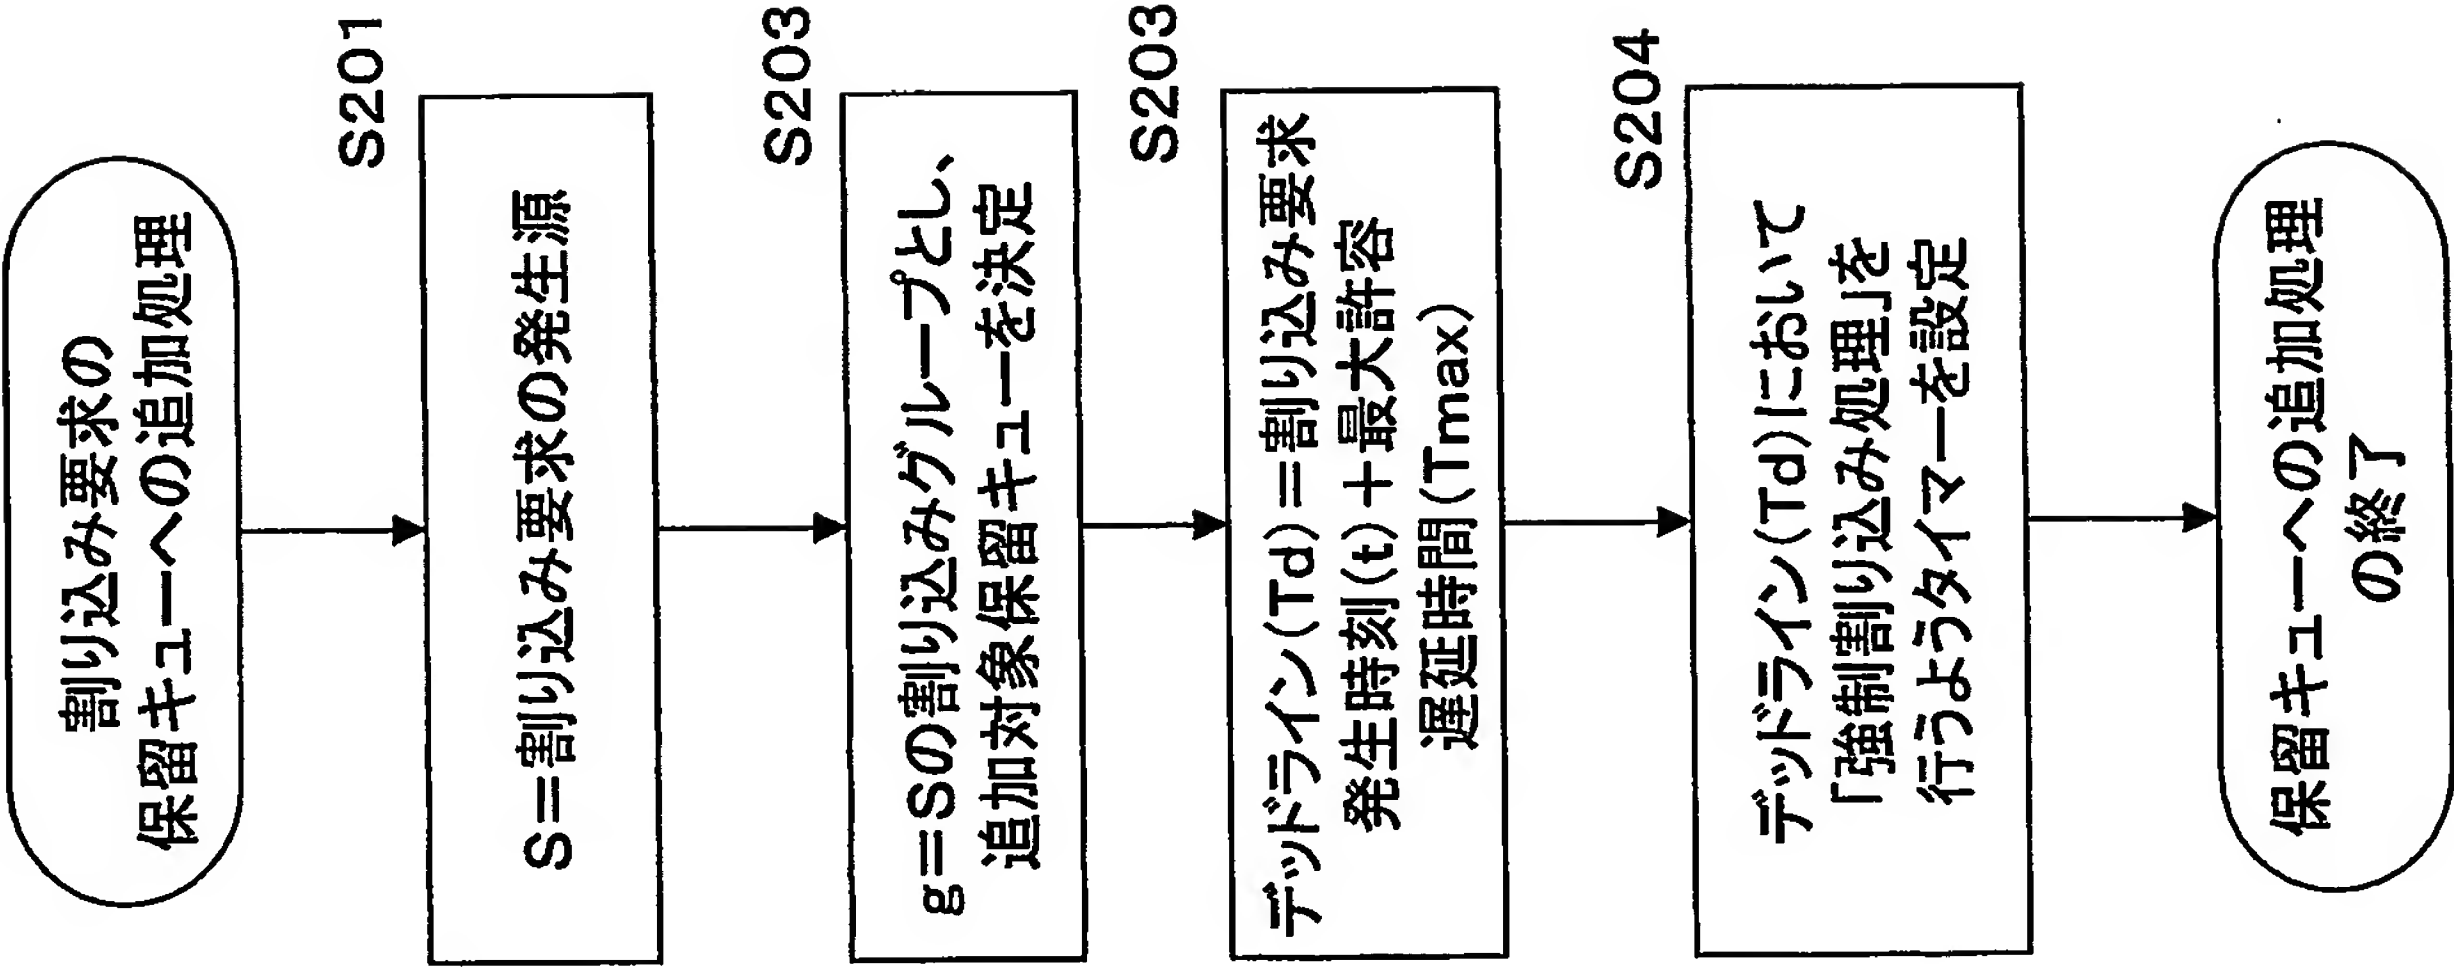 割り込み要求の
保留キューへの追加処理
S201
S＝割り込み要求の発生源
S203
g＝Sの割り込みグループとし、
追加対象保留キューを決定
S203
デッドライン(Td)＝割り込み要求
発生時刻(t)＋最大許容
遅延時間(Tmax)
S204
デッドライン(Td)において
「強制割り込み処理」を
行うようタイマーを設定
保留キューへの追加処理
の終了